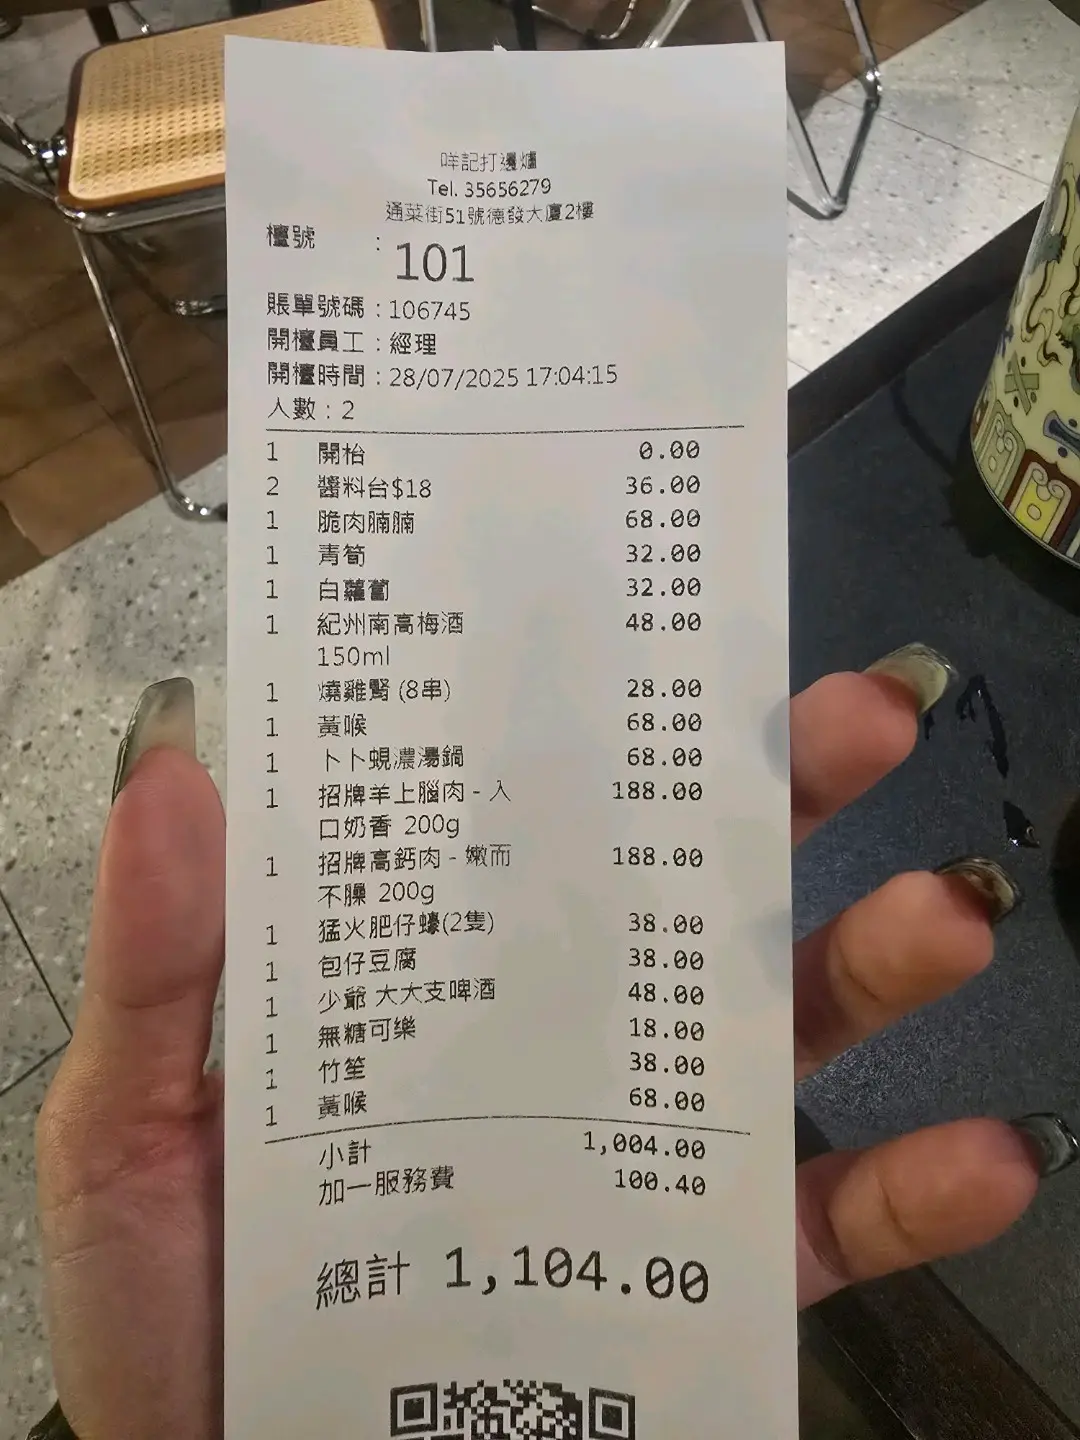 咩記打邊爐
Tel. 35656279
通菜街51號德發大廈2樓
檯號 : 101
賬單號碼 : 106745
開檯員工 : 經理
開檯時間 : 28/07/2025 17:04:15
人數 : 2
1 開枱 0.00
2 醬料台$18 36.00
1 脆肉腩腩 68.00
1 青筍 32.00
1 白蘿蔔 32.00
1 紀州南高梅酒 48.00
150ml
1 燒雞腎 (8串) 28.00
1 黃喉 68.00
1 卜卜蜆濃湯鍋 68.00
1 招牌羊上腦肉 - 入 188.00
口奶香 200g
1 招牌高鈣肉 - 嫩而 188.00
不臊 200g
1 猛火肥仔蠔(2隻) 38.00
1 包仔豆腐 38.00
1 少爺 大大支啤酒 48.00
1 無糖可樂 18.00
1 竹笙 38.00
1 黃喉 68.00
小計 1,004.00
加一服務費 100.40
總計 1,104.00